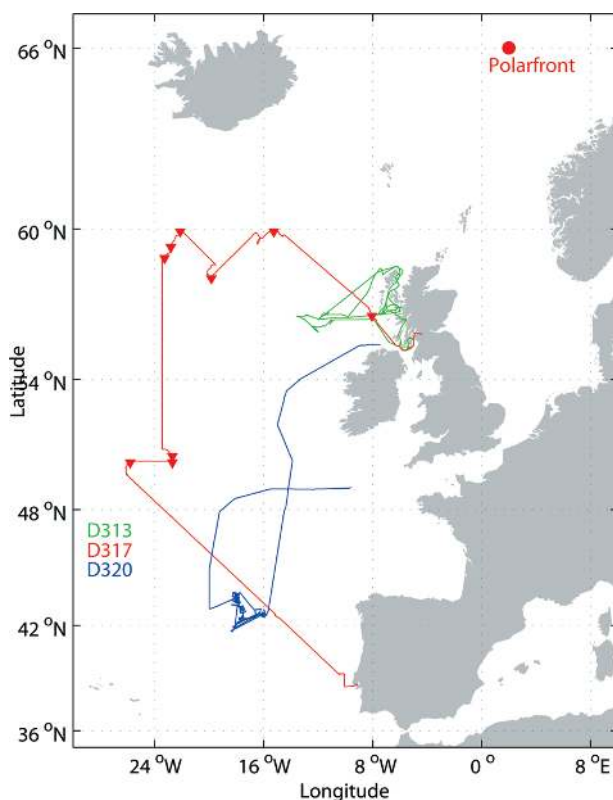 66 °N
Polarfront
60 °N
54 °N
Latitude
48 °N
D313
D317
D320
42 °N
36 °N
24 °W 16 °W 8 °W 0 ° 8 °E
Longitude